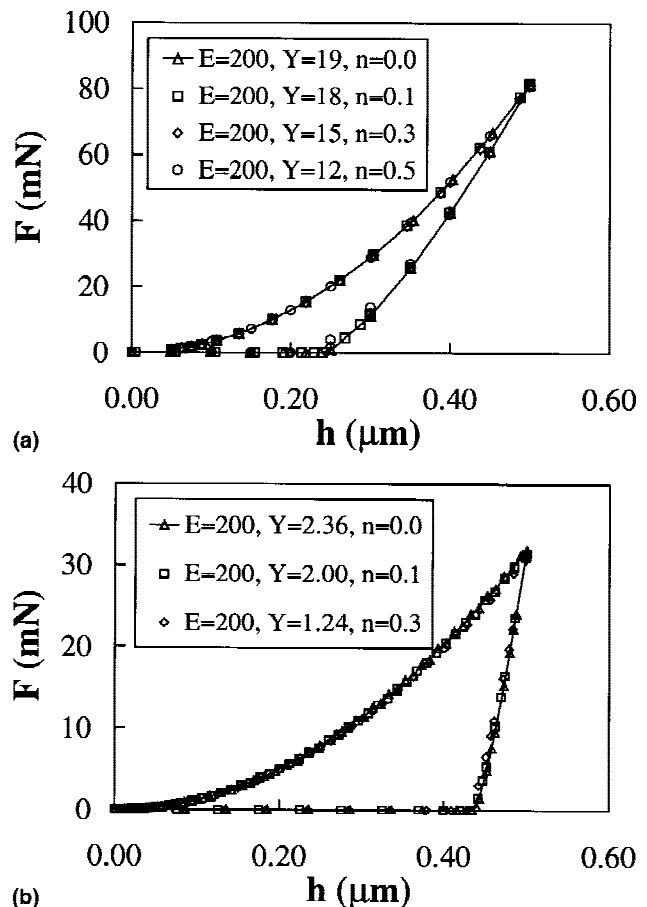 100
80
60
40
20
0
F (mN)
E=200, Y=19, n=0.0
E=200, Y=18, n=0.1
E=200, Y=15, n=0.3
E=200, Y=12, n=0.5
0.00 0.20 0.40 0.60
h (μm)
(a)
40
30
20
10
0
F (mN)
E=200, Y=2.36, n=0.0
E=200, Y=2.00, n=0.1
E=200, Y=1.24, n=0.3
0.00 0.20 0.40 0.60
h (μm)
(b)